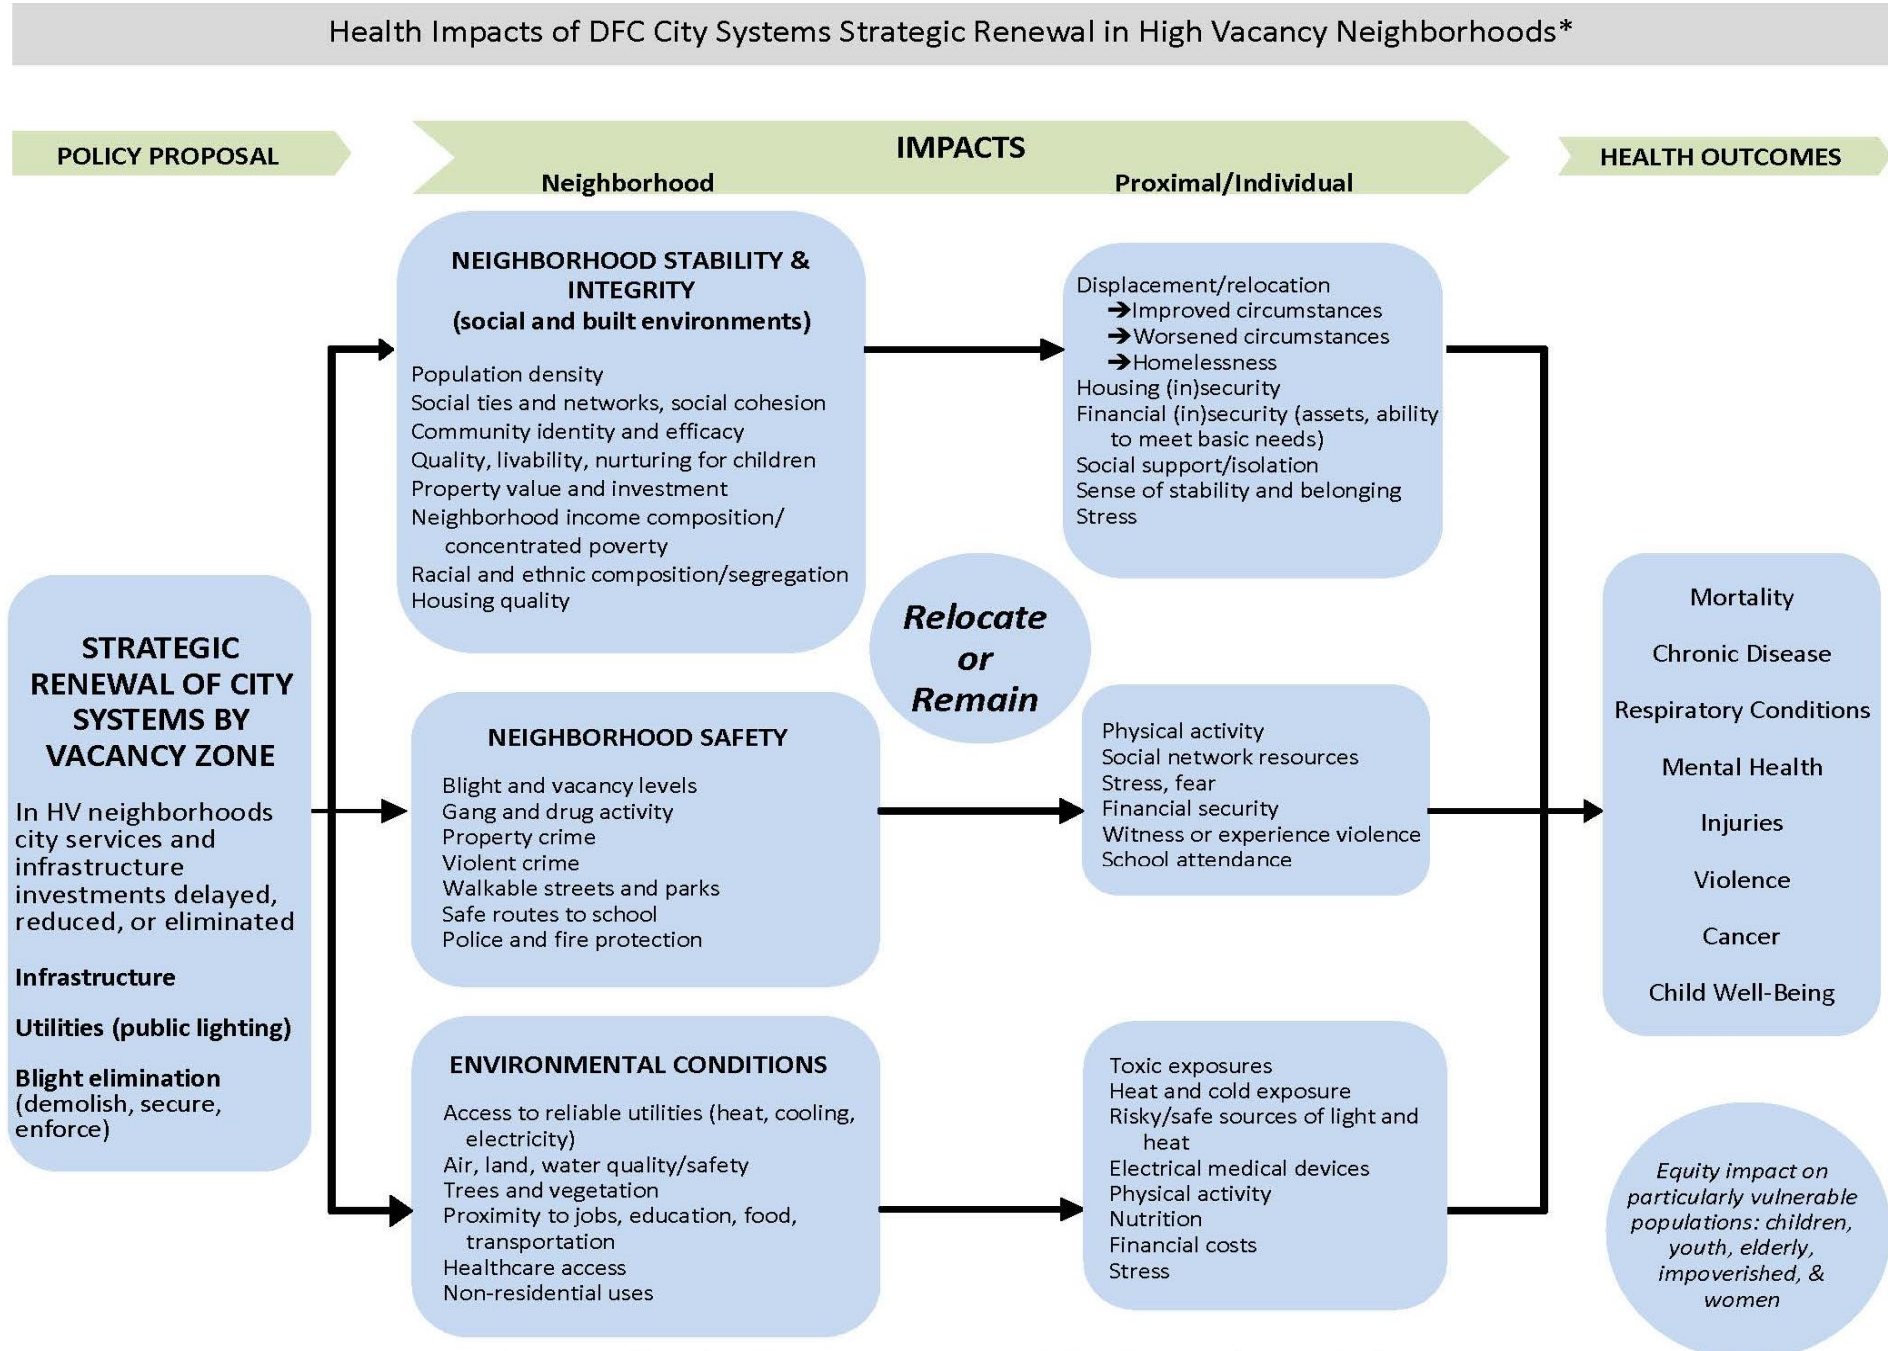 Health Impacts of DFC City Systems Strategic Renewal in High Vacancy Neighborhoods*
POLICY PROPOSAL
IMPACTS
Neighborhood
Proximal/Individual
HEALTH OUTCOMES
STRATEGIC
RENEWAL OF CITY
SYSTEMS BY
VACANCY ZONE
In HV neighborhoods
city services and
infrastructure
investments delayed,
reduced, or eliminated
Infrastructure
Utilities (public lighting)
Blight elimination
(demolish, secure,
enforce)
NEIGHBORHOOD STABILITY &
INTEGRITY
(social and built environments)
Population density
Social ties and networks, social cohesion
Community identity and efficacy
Quality, livability, nurturing for children
Property value and investment
Neighborhood income composition/
concentrated poverty
Racial and ethnic composition/segregation
Housing quality
Displacement/relocation
➔Improved circumstances
➔Worsened circumstances
➔Homelessness
Housing (in)security
Financial (in)security (assets, ability
to meet basic needs)
Social support/isolation
Sense of stability and belonging
Stress
Relocate
or
Remain
NEIGHBORHOOD SAFETY
Blight and vacancy levels
Gang and drug activity
Property crime
Violent crime
Walkable streets and parks
Safe routes to school
Police and fire protection
Physical activity
Social network resources
Stress, fear
Financial security
Witness or experience violence
School attendance
ENVIRONMENTAL CONDITIONS
Access to reliable utilities (heat, cooling,
electricity)
Air, land, water quality/safety
Trees and vegetation
Proximity to jobs, education, food,
transportation
Healthcare access
Non-residential uses
Toxic exposures
Heat and cold exposure
Risky/safe sources of light and
heat
Electrical medical devices
Physical activity
Nutrition
Financial costs
Stress
Mortality
Chronic Disease
Respiratory Conditions
Mental Health
Injuries
Violence
Cancer
Child Well-Being
Equity impact on
particularly vulnerable
populations: children,
youth, elderly,
impoverished, &
women